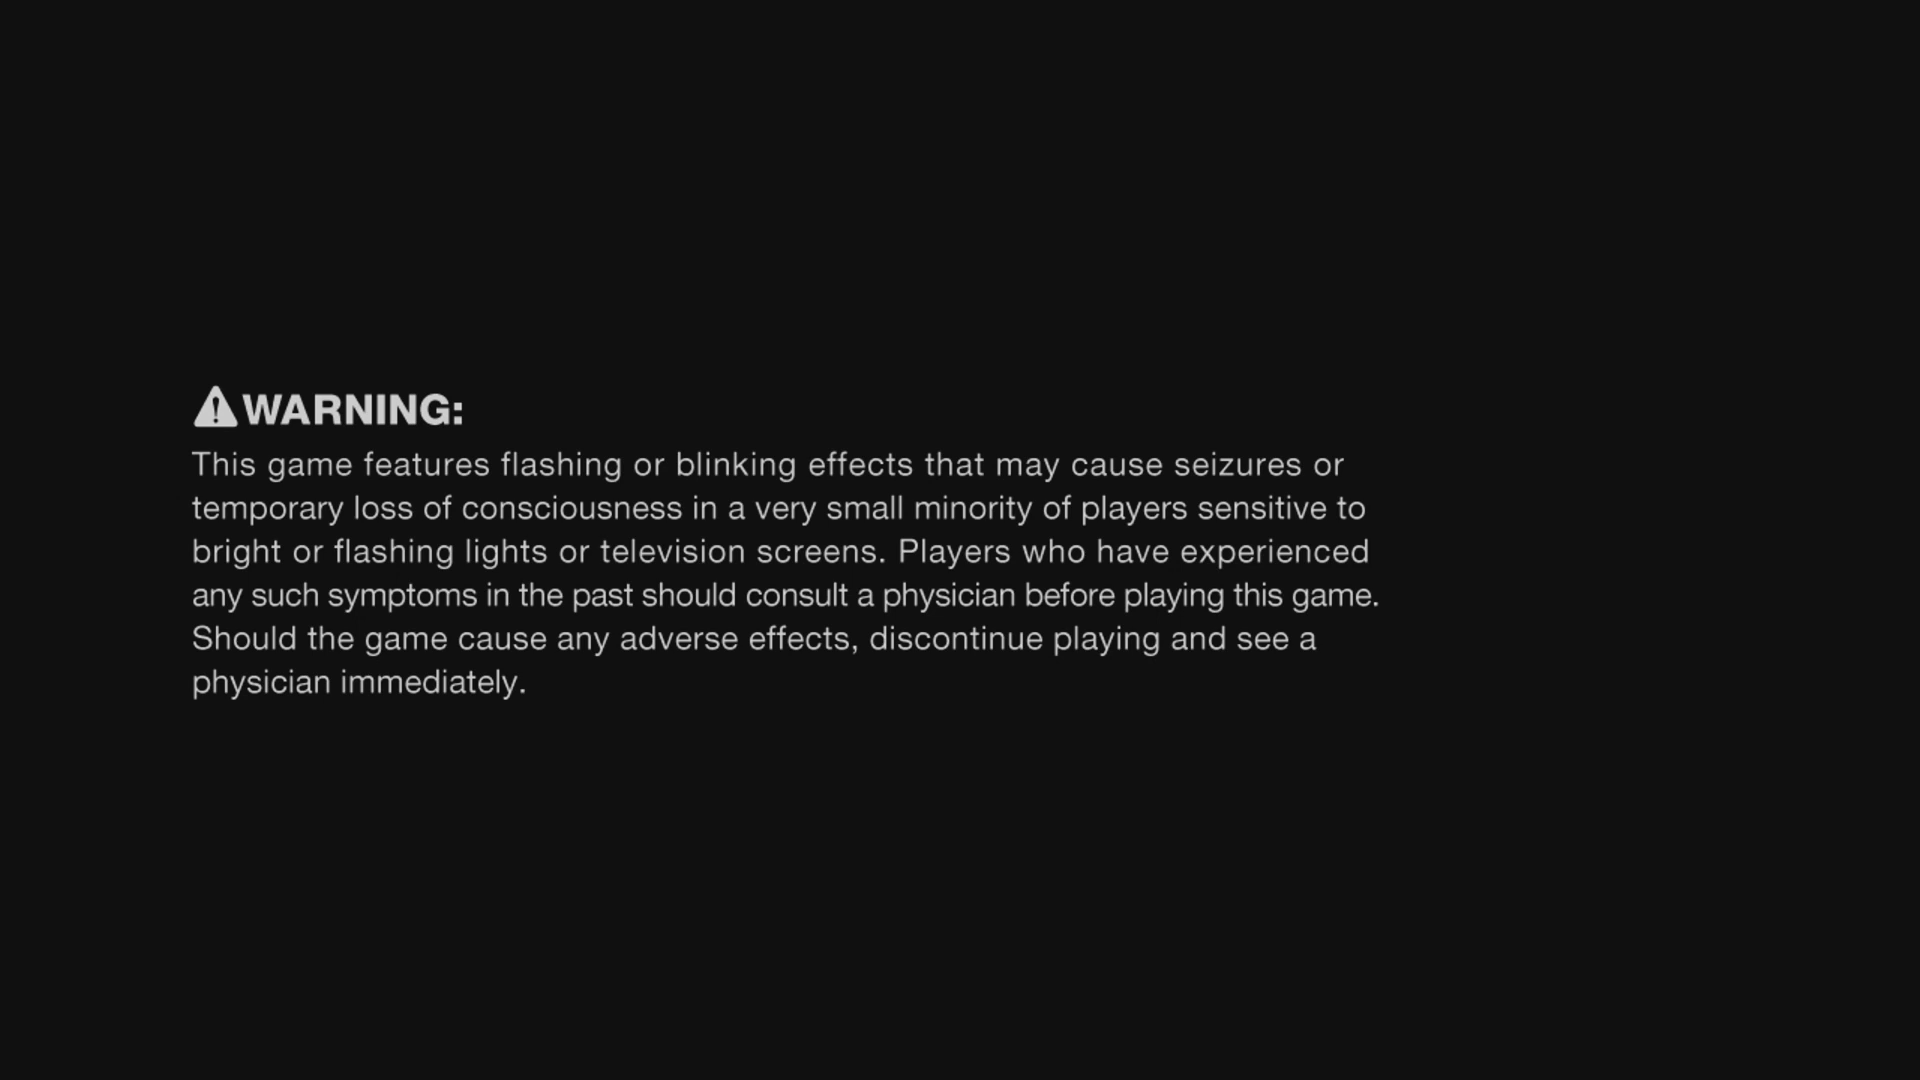 WARNING:
This game features flashing or blinking effects that may cause seizures or
temporary loss of consciousness in a very small minority of players sensitive to
bright or flashing lights or television screens. Players who have experienced
any such symptoms in the past should consult a physician before playing this game.
Should the game cause any adverse effects, discontinue playing and see a
physician immediately.